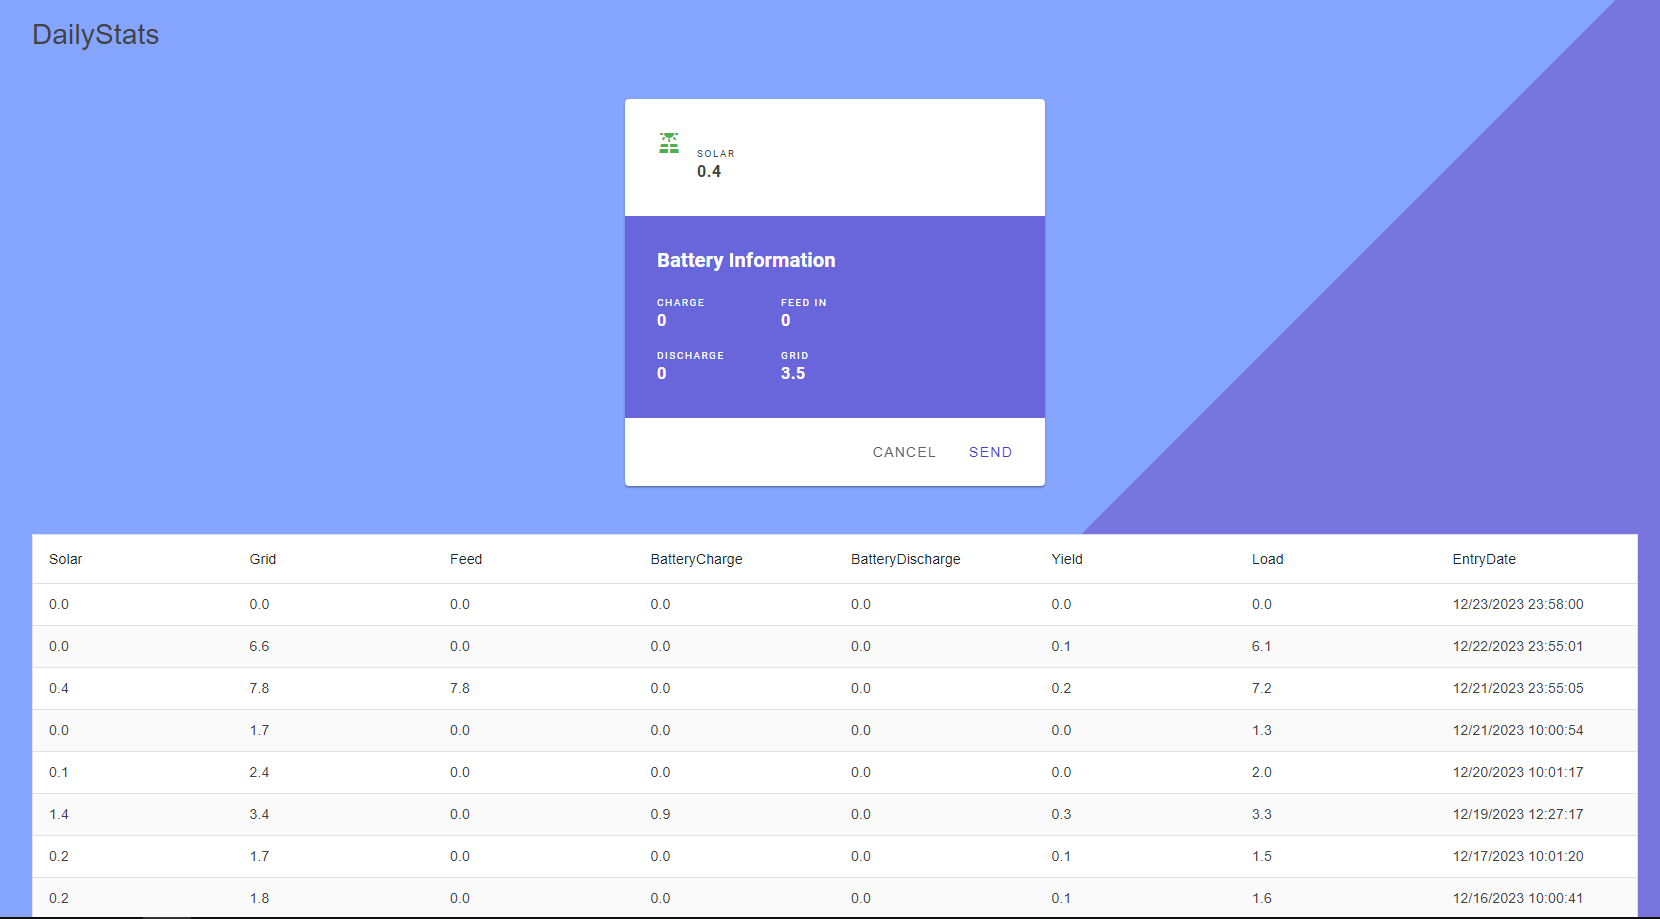 DailyStats
SOLAR
0.4
Battery Information
CHARGE FEED IN
0 0
DISCHARGE GRID
0 3.5
CANCEL SEND
Solar Grid Feed BatteryCharge BatteryDischarge Yield Load EntryDate
0.0 0.0 0.0 0.0 0.0 0.0 0.0 12/23/2023 23:58:00
0.0 6.6 0.0 0.0 0.0 0.1 6.1 12/22/2023 23:55:01
0.4 7.8 7.8 0.0 0.0 0.2 7.2 12/21/2023 23:55:05
0.0 1.7 0.0 0.0 0.0 0.0 1.3 12/21/2023 10:00:54
0.1 2.4 0.0 0.0 0.0 0.0 2.0 12/20/2023 10:01:17
1.4 3.4 0.0 0.9 0.0 0.3 3.3 12/19/2023 12:27:17
0.2 1.7 0.0 0.0 0.0 0.1 1.5 12/17/2023 10:01:20
0.2 1.8 0.0 0.0 0.0 0.1 1.6 12/16/2023 10:00:41